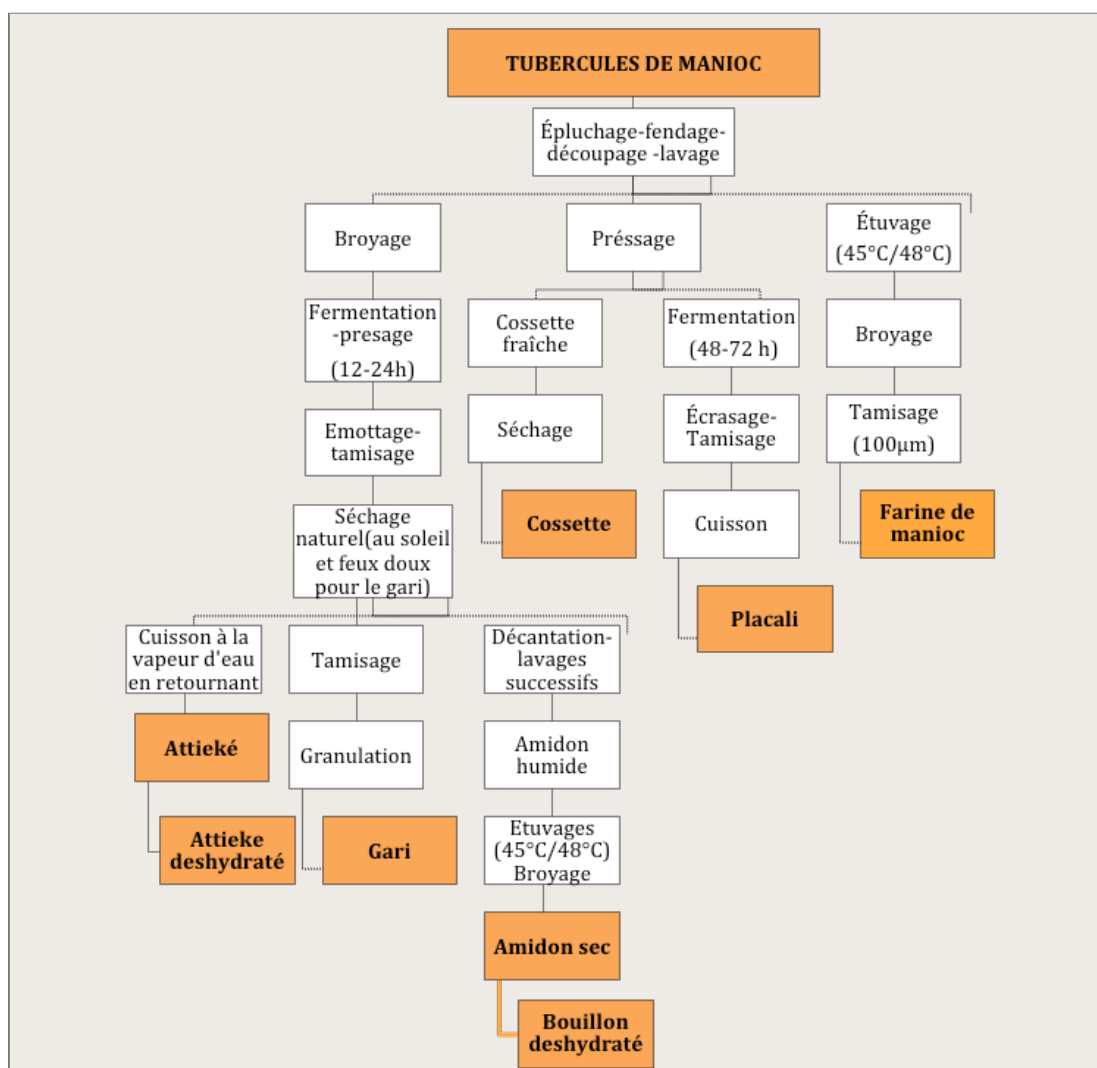 TUBERCULES DE MANIOC
Épluchage-fendage-
découpage -lavage
Broyage
Préssage
Étuvage
(45°C/48°C)
Fermentation
-presage
(12-24h)
Cossette
fraîche
Fermentation
(48-72 h)
Broyage
Emottage-
tamisage
Séchage
Écrasage-
Tamisage
Tamisage
(100µm)
Séchage
naturel(au soleil
et feux doux
pour le gari)
Cossette
Cuisson
Farine de
manioc
Placali
Cuisson à la
vapeur d'eau
en retournant
Tamisage
Décantation-
lavages
successifs
Attieké
Granulation
Amidon
humide
Attieke
deshydraté
Gari
Etuvages
(45°C/48°C)
Broyage
Amidon sec
Bouillon
deshydraté